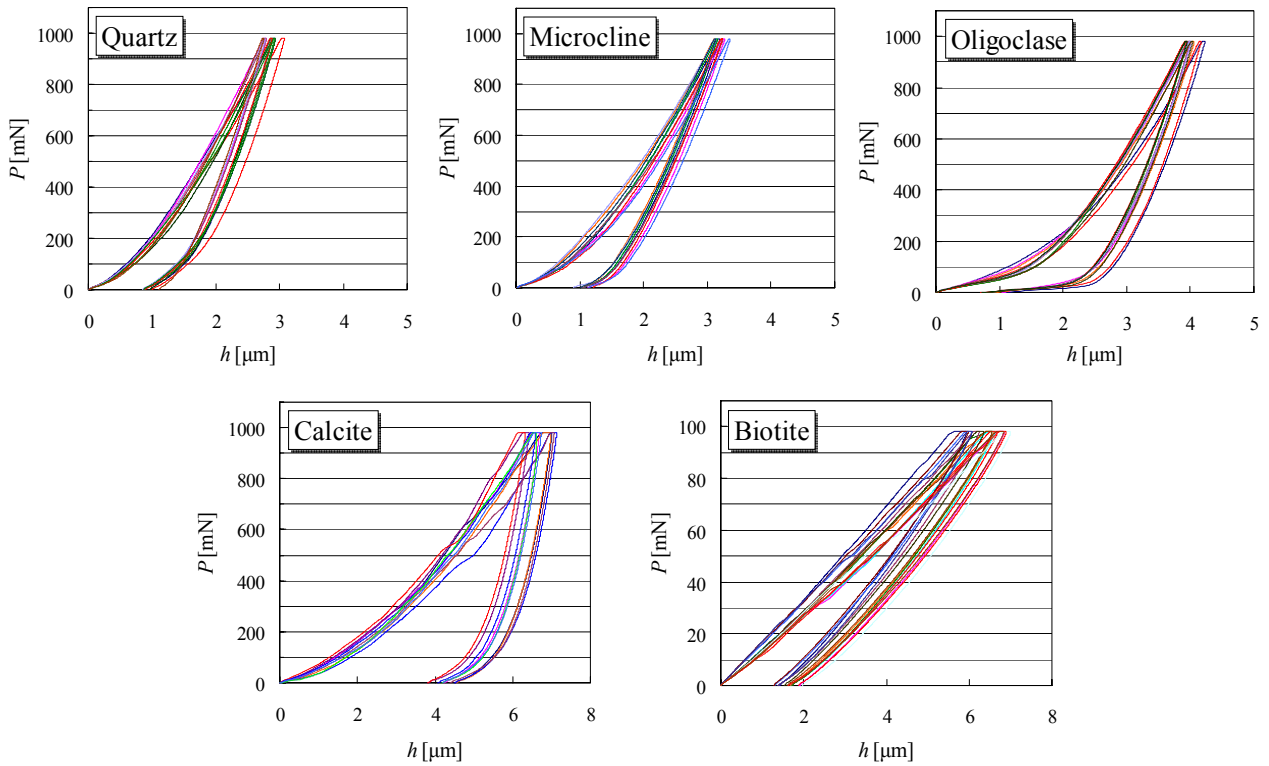 Quartz
1000
800
600
400
200
0
P [mN]
0 1 2 3 4 5
h [μm]
Microcline
1000
800
600
400
200
0
P [mN]
0 1 2 3 4 5
h [μm]
Oligoclase
1000
800
600
400
200
0
P [mN]
0 1 2 3 4 5
h [μm]
Calcite
1000
800
600
400
200
0
P [mN]
0 2 4 6 8
h [μm]
Biotite
100
80
60
40
20
0
P [mN]
0 2 4 6 8
h [μm]